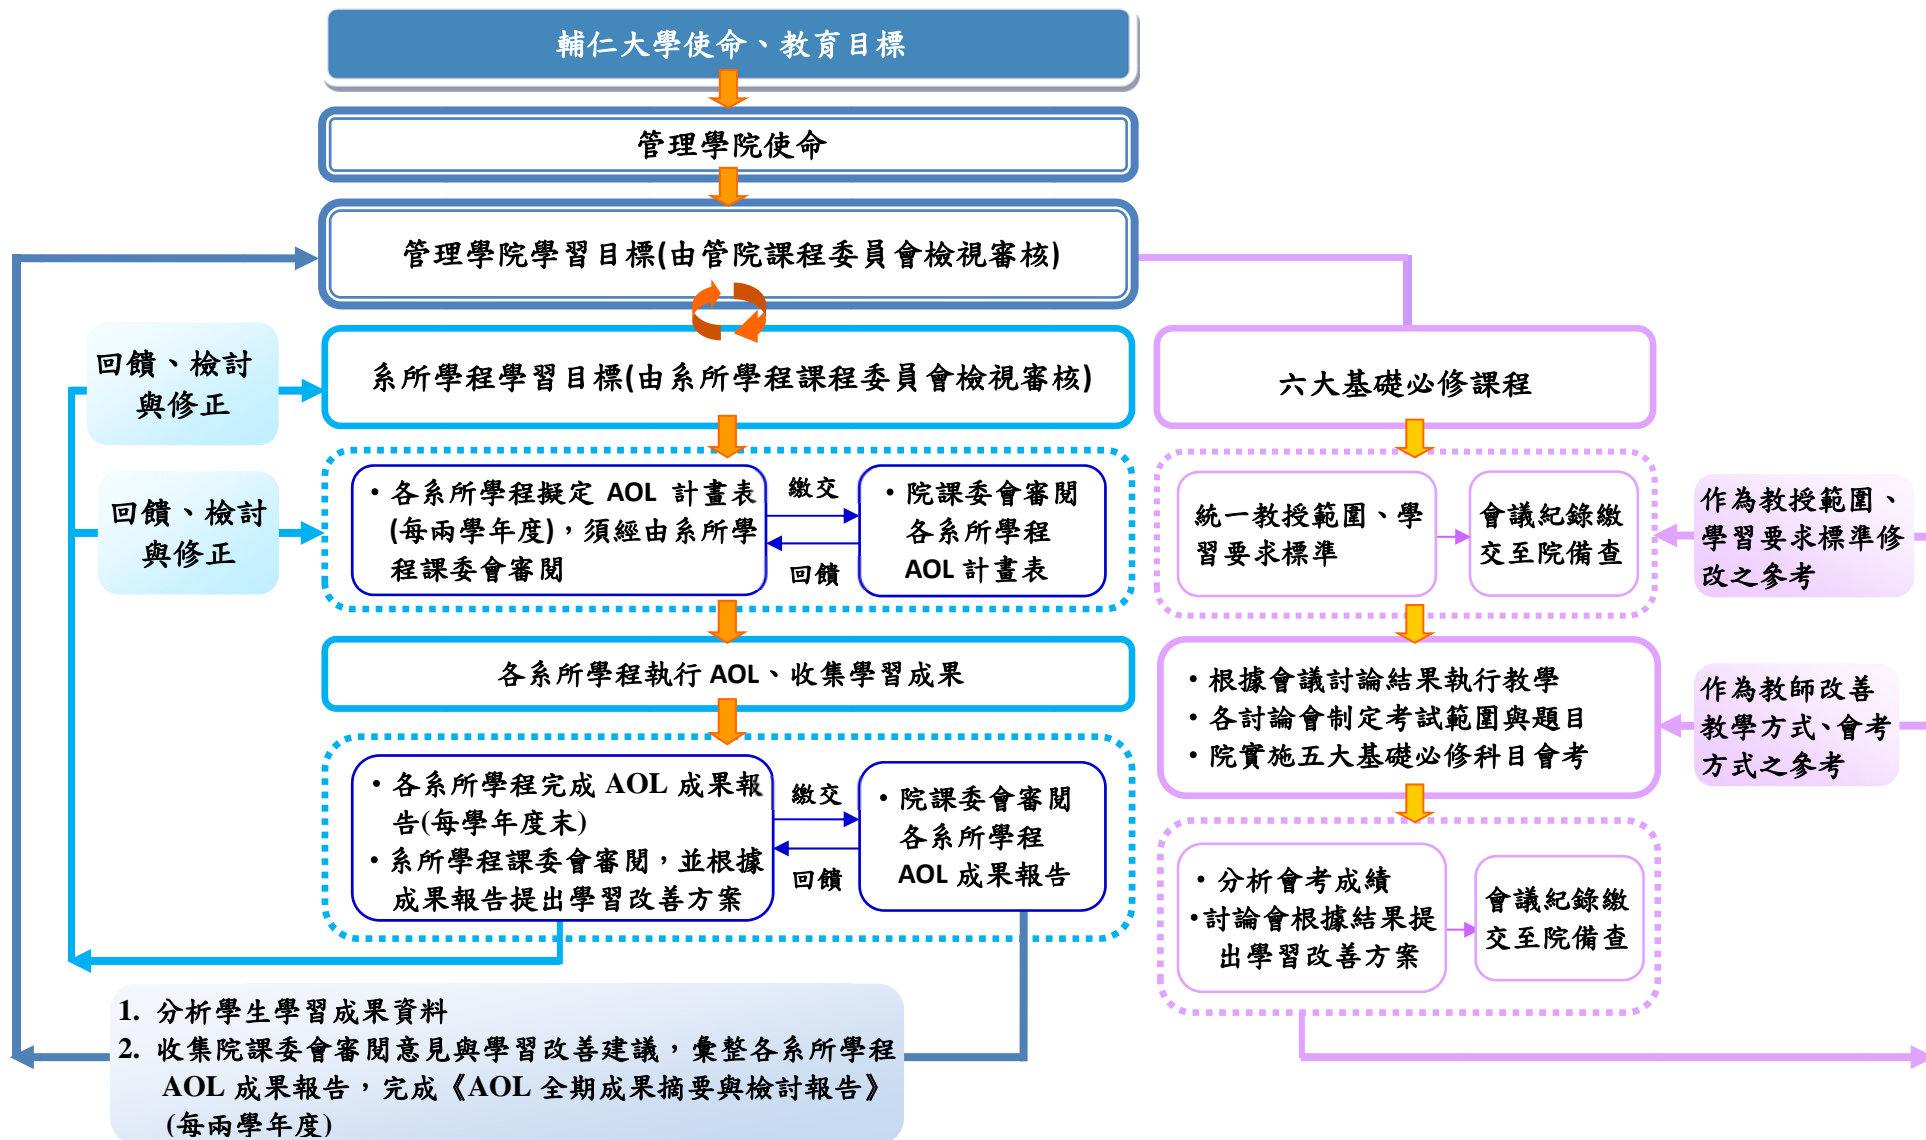 輔仁大學使命、教育目標
管理學院使命
管理學院學習目標(由管院課程委員會檢視審核)
回饋、檢討
與修正
系所學程學習目標(由系所學程課程委員會檢視審核)
六大基礎必修課程
回饋、檢討
與修正
・各系所學程擬定 AOL 計畫表
(每兩學年度)，須經由系所學
程課委會審閱
繳交
回饋
・院課委會審閱
各系所學程
AOL 計畫表
統一教授範圍、學
習要求標準
會議紀錄繳
交至院備查
作為教授範圍、
學習要求標準修
改之參考
各系所學程執行 AOL、收集學習成果
・根據會議討論結果執行教學
・各討論會制定考試範圍與題目
・院實施五大基礎必修科目會考
作為教師改善
教學方式、會考
方式之參考
・各系所學程完成 AOL 成果報
告(每學年度末)
・系所學程課委會審閱，並根據
成果報告提出學習改善方案
繳交
回饋
・院課委會審閱
各系所學程
AOL 成果報告
・分析會考成績
・討論會根據結果提
出學習改善方案
會議紀錄繳
交至院備查
1. 分析學生學習成果資料
2. 收集院課委會審閱意見與學習改善建議，彙整各系所學程
AOL 成果報告，完成《AOL 全期成果摘要與檢討報告》
(每兩學年度)